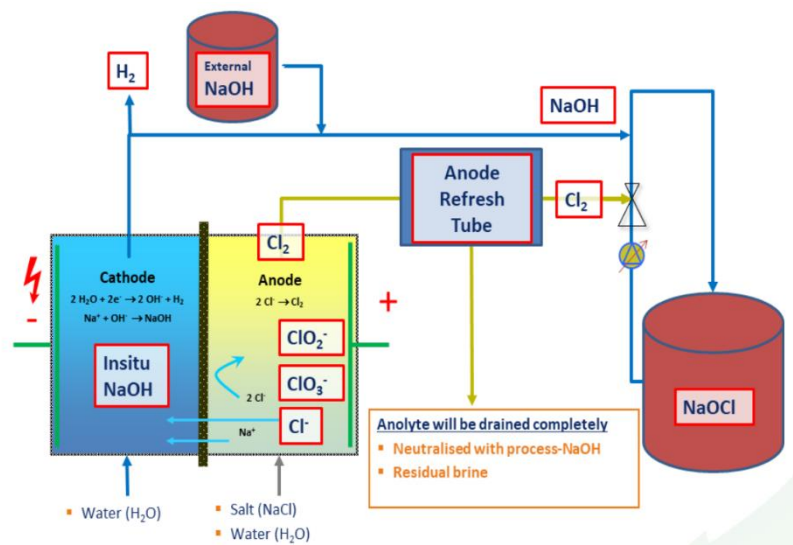 H₂
External
NaOH
NaOH
Anode
Refresh
Tube
Cl₂
Cl₂
Cathode
2 H₂O + 2e⁻ → 2 OH⁻ + H₂
Na⁺ + OH⁻ → NaOH
Anode
2 Cl⁻ → Cl₂
-
+
Insitu
NaOH
ClO₂⁻
ClO₃⁻
2 Cl⁻
Cl⁻
Na⁺
NaOCl
Anolyte will be drained completely
▪ Neutralised with process-NaOH
▪ Residual brine
▪ Water (H₂O)
▪ Salt (NaCl)
▪ Water (H₂O)